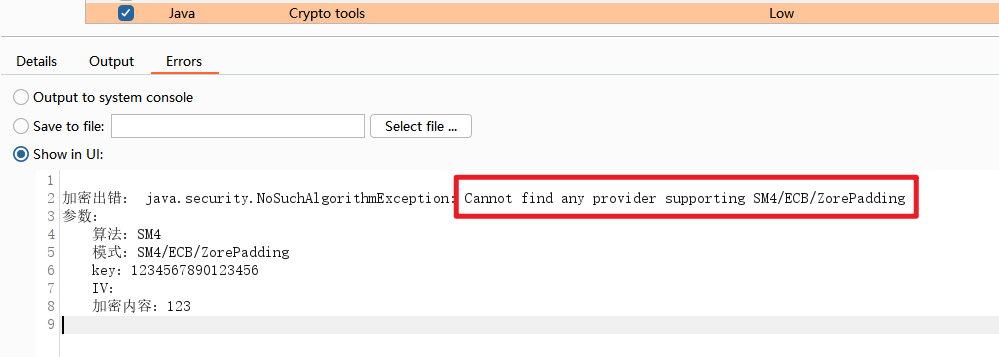 Java Crypto tools Low
Details Output Errors
Output to system console
Save to file: Select file ...
Show in UI:
1
2 加密出错： java.security.NoSuchAlgorithmException: Cannot find any provider supporting SM4/ECB/ZorePadding
3 参数：
4 算法：SM4
5 模式：SM4/ECB/ZorePadding
6 key：1234567890123456
7 IV：
8 加密内容：123
9